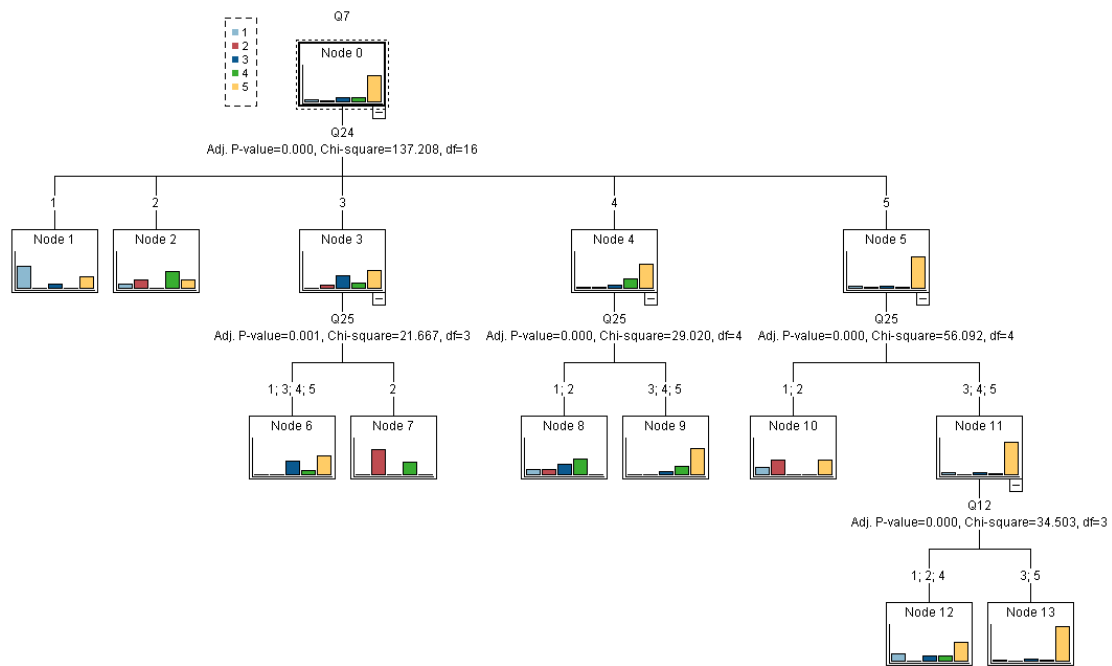 Q7
1
2
3
4
5
Node 0
Q24
Adj. P-value=0.000, Chi-square=137.208, df=16
1
2
3
4
5
Node 1
Node 2
Node 3
Node 4
Node 5
Q25
Adj. P-value=0.001, Chi-square=21.667, df=3
Q25
Adj. P-value=0.000, Chi-square=29.020, df=4
Q25
Adj. P-value=0.000, Chi-square=56.092, df=4
1; 3; 4; 5
2
1; 2
3; 4; 5
1; 2
3; 4; 5
Node 6
Node 7
Node 8
Node 9
Node 10
Node 11
Q12
Adj. P-value=0.000, Chi-square=34.503, df=3
1; 2; 4
3; 5
Node 12
Node 13